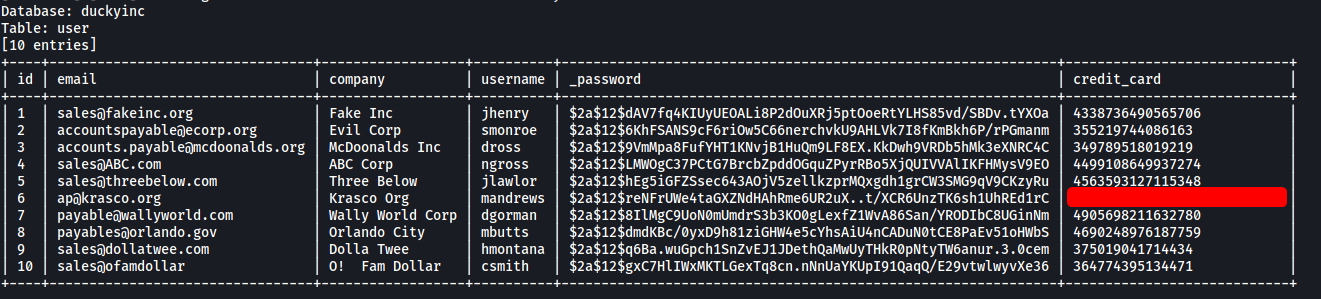 Database: duckyinc
Table: user
[10 entries]
| id | email | company | username | _password | credit_card |
| 1 | sales@fakeinc.org | Fake Inc | jhenry | $2a$12$dAV7fq4KIUyUEOALi8P2dOuXRj5ptOoeRtYLHS85vd/SBDv.tYXOa | 4338736490565706 |
| 2 | accountspayable@ecorp.org | Evil Corp | smonroe | $2a$12$6KhFSANS9cF6riOw5C66nerchvkU9AHLVk7I8fKmBkh6P/rPGmanm | 355219744086163 |
| 3 | accounts.payable@mcdoonalds.org | McDoonalds Inc | dross | $2a$12$9VmMpa8FufYHT1KNvjB1HuQm9LF8EX.KkDwh9VRDb5hMk3eXNRC4C | 349789518019219 |
| 4 | sales@ABC.com | ABC Corp | ngross | $2a$12$LMWOgC37PCtG7BrcbZpddOGquZPyrRBo5XjQUIVVAlIKFHMysV9EO | 4499108649937274 |
| 5 | sales@threebelow.com | Three Below | jlawlor | $2a$12$hEg5iGFZSsec643AOjV5zellkzprMQxgdh1grCW3SMG9qV9CKzyRu | 4563593127115348 |
| 6 | ap@krasco.org | Krasco Org | mandrews | $2a$12$reNFrUWe4taGXZNdHAhRme6UR2uX..t/XCR6UnzTK6sh1UhREd1rC |
| 7 | payable@wallyworld.com | Wally World Corp | dgorman | $2a$12$8IlMgC9UoN0mUmdrS3b3KO0gLexfZ1WvA86San/YRODIbC8UGinNm | 4905698211632780 |
| 8 | payables@orlando.gov | Orlando City | mbutts | $2a$12$dmdKBc/0yxD9h81ziGHW4e5cYhsAiU4nCADuN0tCE8PaEv51oHWbS | 4690248976187759 |
| 9 | sales@dollatwee.com | Dolla Twee | hmontana | $2a$12$q6Ba.wuGpch1SnZvEJ1JDethQaMwUyTHkR0pNtyTW6anur.3.0cem | 375019041714434 |
| 10 | sales@ofamdollar | O!  Fam Dollar | csmith | $2a$12$gxC7HlIWxMKTLGexTq8cn.nNnUaYKUpI91QaqQ/E29vtwlwyvXe36 | 364774395134471 |